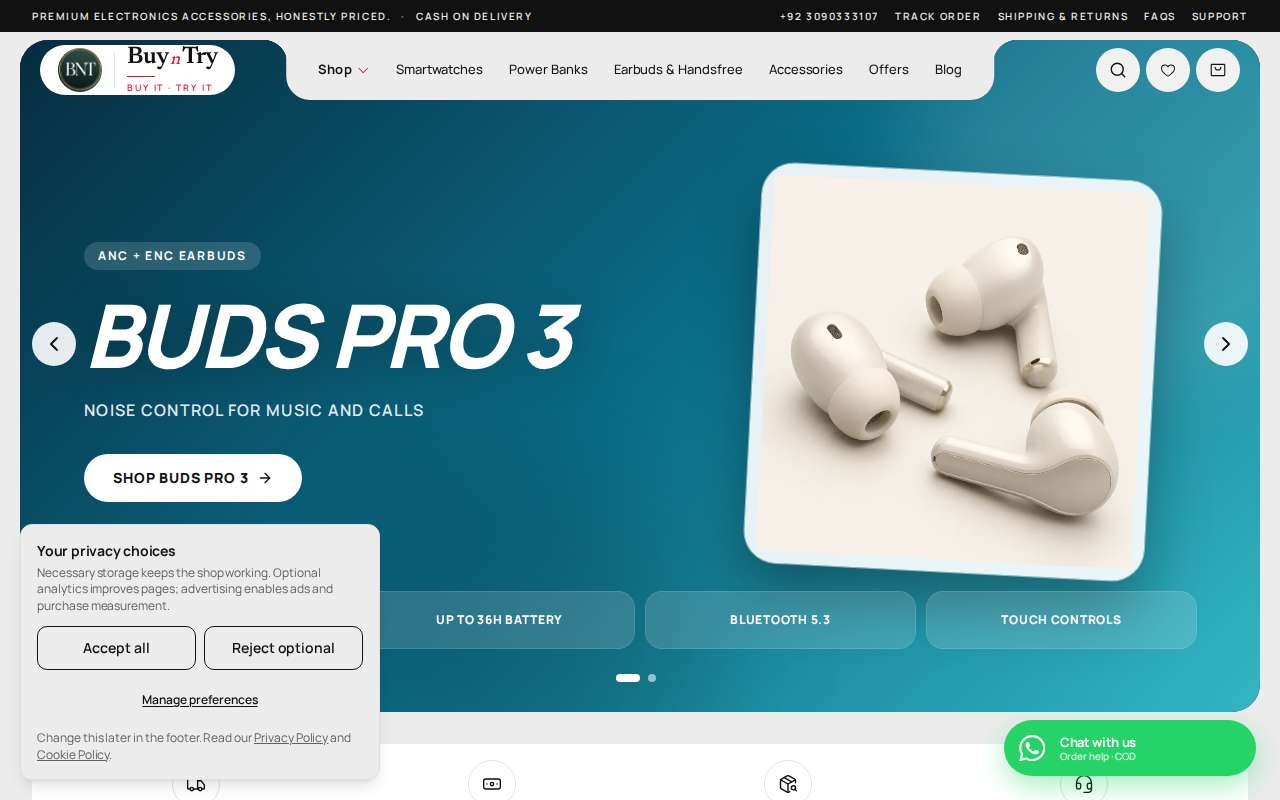 PREMIUM ELECTRONICS ACCESSORIES, HONESTLY PRICED. · CASH ON DELIVERY
+92 3090333107 TRACK ORDER SHIPPING & RETURNS FAQS SUPPORT
BNT
Buy n Try
BUY IT · TRY IT
Shop Smartwatches Power Banks Earbuds & Handsfree Accessories Offers Blog
ANC + ENC EARBUDS
BUDS PRO 3
NOISE CONTROL FOR MUSIC AND CALLS
SHOP BUDS PRO 3
UP TO 36H BATTERY
BLUETOOTH 5.3
TOUCH CONTROLS
Your privacy choices
Necessary storage keeps the shop working. Optional
analytics improves pages; advertising enables ads and
purchase measurement.
Accept all
Reject optional
Manage preferences
Change this later in the footer. Read our Privacy Policy and
Cookie Policy.
Chat with us
Order help · COD